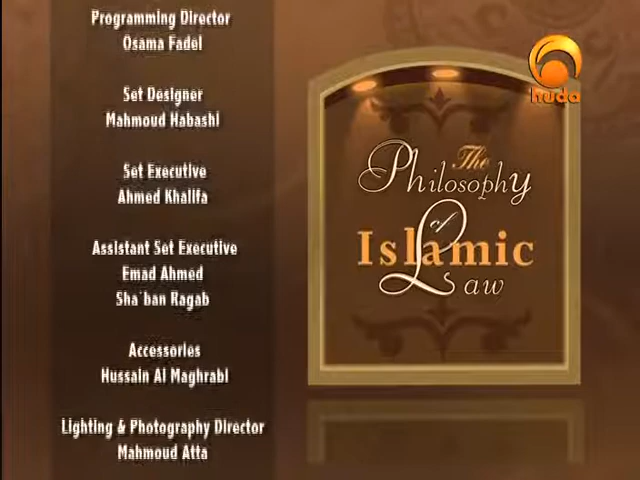 Programming Director
Osama Fadel
Set Designer
Mahmoud Habashi
Set Executive
Ahmed Khalifa
Assistant Set Executive
Emad Ahmed
Sha`ban Ragab
Accessories
Hussain Al Maghrabi
Lighting & Photography Director
Mahmoud Atta
huda
The
Philosophy
of
Islamic
Law